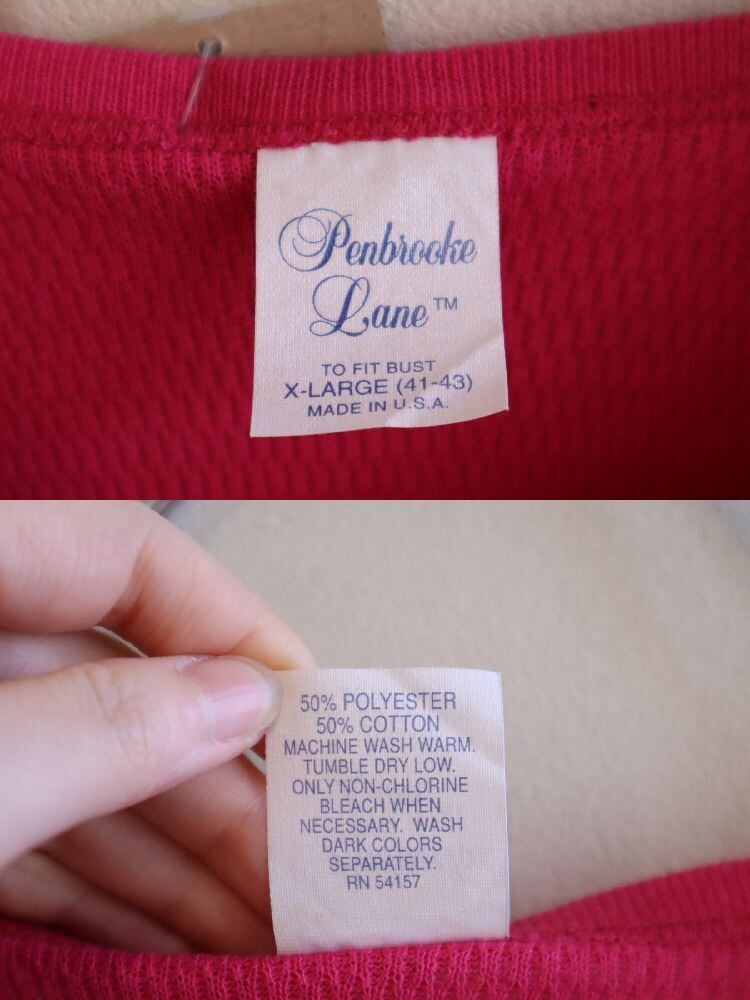 Penbrooke
Lane™
TO FIT BUST
X-LARGE (41-43)
MADE IN U.S.A.
50% POLYESTER
50% COTTON
MACHINE WASH WARM.
TUMBLE DRY LOW.
ONLY NON-CHLORINE
BLEACH WHEN
NECESSARY. WASH
DARK COLORS
SEPARATELY.
RN 54157